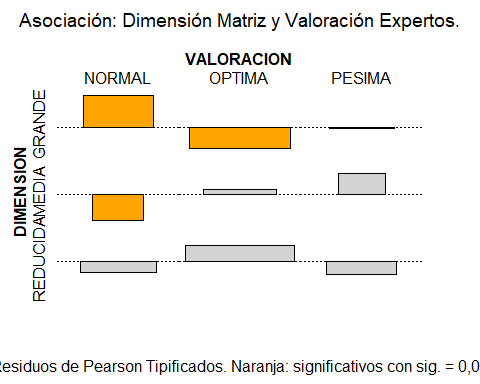 Asociación: Dimensión Matriz y Valoración Expertos.
VALORACION
NORMAL OPTIMA PESIMA
DIMENSION
GRANDE
MEDIA
REDUCIDA
Residuos de Pearson Tipificados. Naranja: significativos con sig. = 0,0